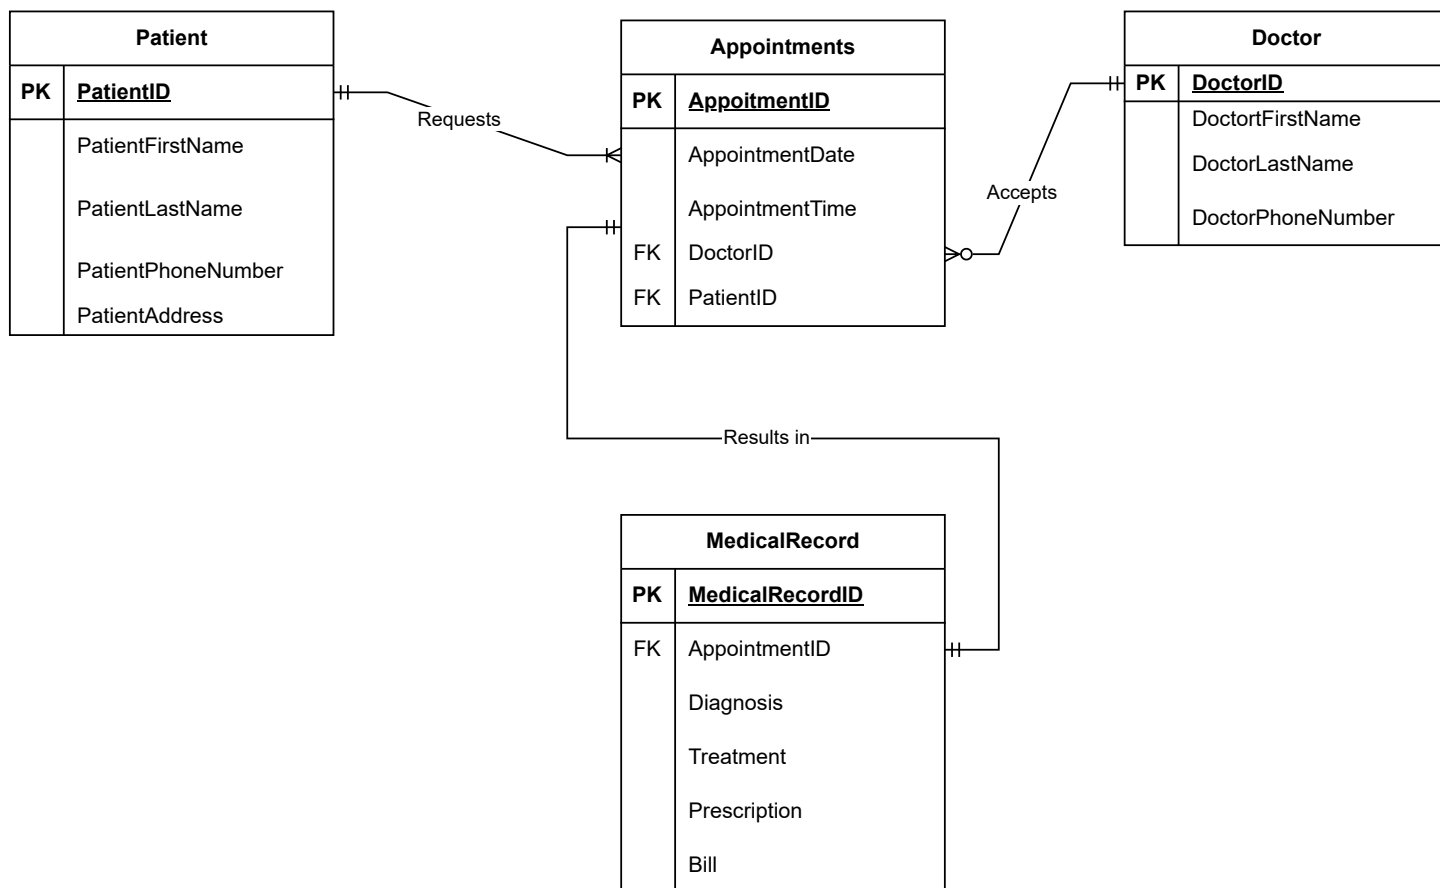 Patient
PK PatientID
PatientFirstName
PatientLastName
PatientPhoneNumber
PatientAddress
Requests
Appointments
PK AppoitmentID
AppointmentDate
AppointmentTime
FK DoctorID
FK PatientID
Accepts
Doctor
PK DoctorID
DoctortFirstName
DoctorLastName
DoctorPhoneNumber
Results in
MedicalRecord
PK MedicalRecordID
FK AppointmentID
Diagnosis
Treatment
Prescription
Bill